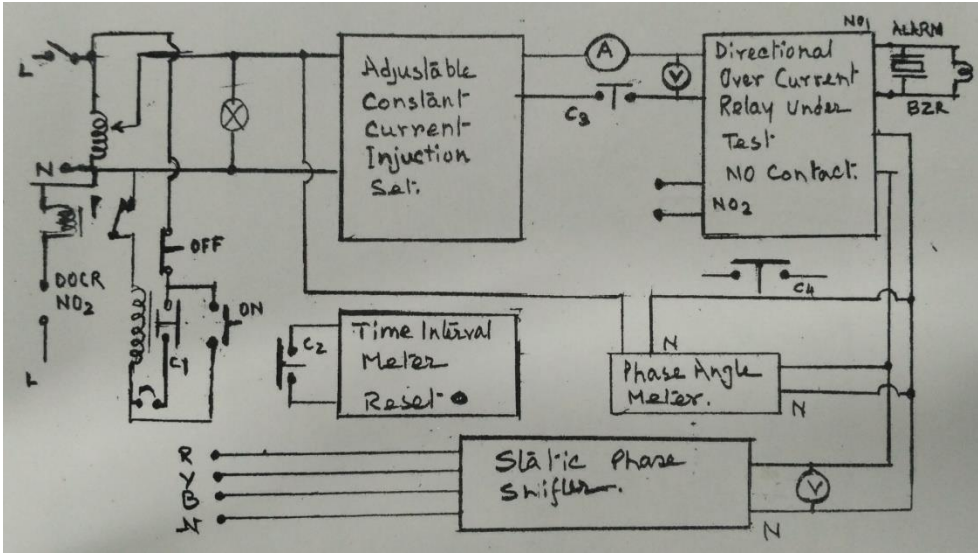 L
N
DOCR
NO2
L
OFF
ON
C1
Adjustable
Constant
Current
Injuction
Set.
A
V
C3
NO1
Directional
Over Current
Relay Under
Test
NO Contact.
NO2
ALARM
BZR
C4
C2
Time Interval
Meter
Reset
N
Phase Angle
Meter.
N
R
Y
B
N
Static Phase
Shifter.
V
N